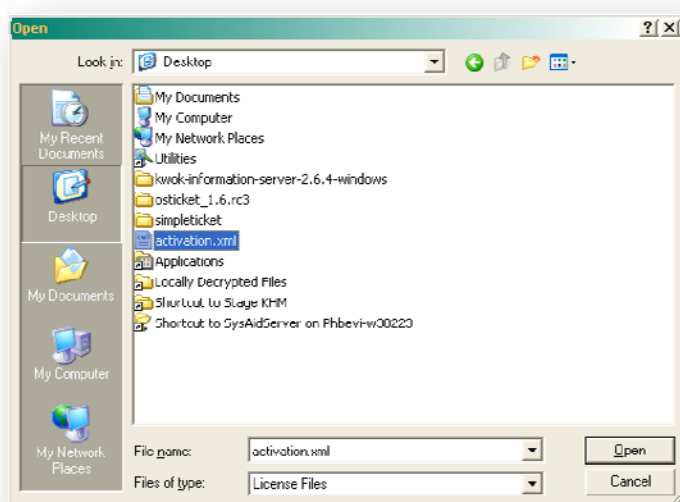 Open
Look in:
Desktop
My Recent
Documents
Desktop
My Documents
My Computer
My Network
Places
My Documents
My Computer
My Network Places
Utilities
kwok-information-server-2.6.4-windows
osticket_1.6.rc3
simpleticket
activation.xml
Applications
Locally Decrypted Files
Shortcut to Stage KHM
Shortcut to SysAidServer on Phbevi-w00223
File name:
activation.xml
Open
Files of type:
License Files
Cancel